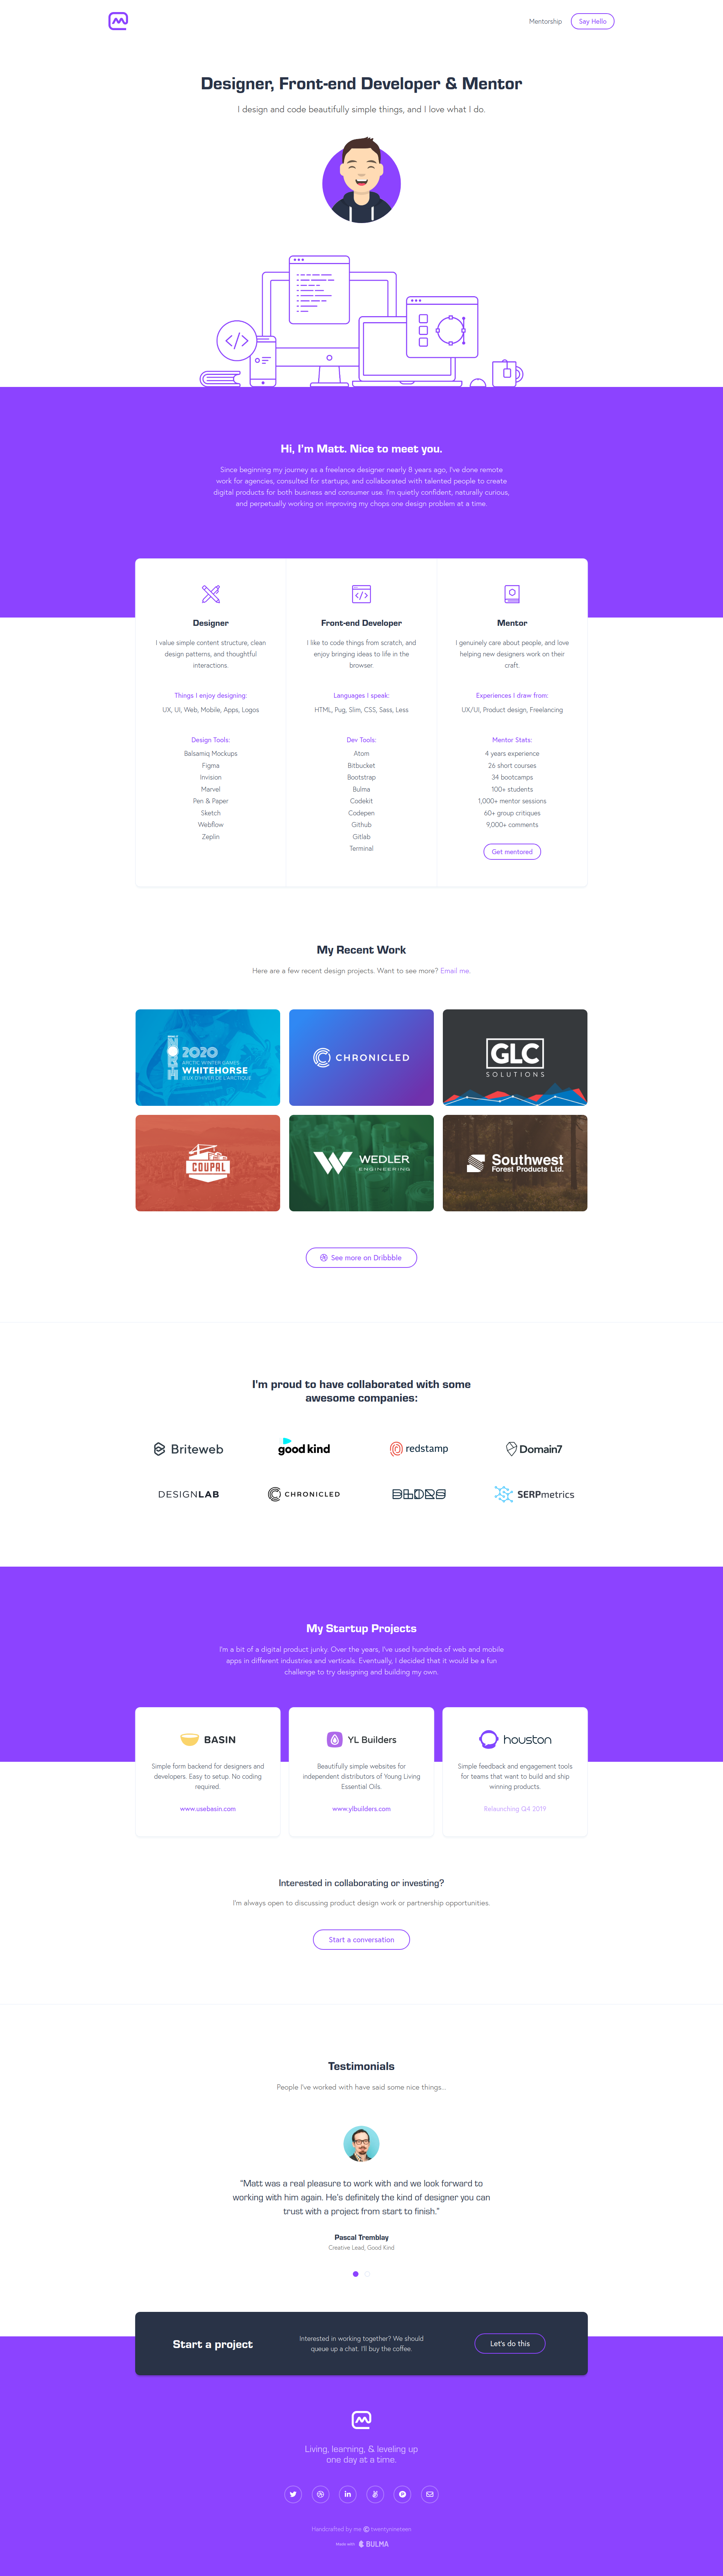 Mentorship
Say Hello
Designer, Front-end Developer & Mentor
I design and code beautifully simple things, and I love what I do.
Hi, I'm Matt. Nice to meet you.
Since beginning my journey as a freelance designer nearly 8 years ago, I've done remote
work for agencies, consulted for startups, and collaborated with talented people to create
digital products for both business and consumer use. I'm quietly confident, naturally curious,
and perpetually working on improving my chops one design problem at a time.
Designer
I value simple content structure, clean
design patterns, and thoughtful
interactions.
Things I enjoy designing:
UX, UI, Web, Mobile, Apps, Logos
Design Tools:
Balsamiq Mockups
Figma
Invision
Marvel
Pen & Paper
Sketch
Webflow
Zeplin
Front-end Developer
I like to code things from scratch, and
enjoy bringing ideas to life in the
browser.
Languages I speak:
HTML, Pug, Slim, CSS, Sass, Less
Dev Tools:
Atom
Bitbucket
Bootstrap
Bulma
Codekit
Codepen
Github
Gitlab
Terminal
Mentor
I genuinely care about people, and love
helping new designers work on their
craft.
Experiences I draw from:
UX/UI, Product design, Freelancing
Mentor Stats:
4 years experience
26 short courses
34 bootcamps
100+ students
1,000+ mentor sessions
60+ group critiques
9,000+ comments
Get mentored
My Recent Work
Here are a few recent design projects. Want to see more? Email me.
2020
ARCTIC WINTER GAMES
WHITEHORSE
JEUX D'HIVER DE L'ARCTIQUE
CHRONICLED
GLC
SOLUTIONS
COUPAL
WEDLER
ENGINEERING
Southwest
Forest Products Ltd.
See more on Dribbble
I'm proud to have collaborated with some
awesome companies:
Briteweb
good kind
redstamp
Domain7
DESIGNLAB
CHRONICLED
SERPmetrics
My Startup Projects
I'm a bit of a digital product junky. Over the years, I've used hundreds of web and mobile
apps in different industries and verticals. Eventually, I decided that it would be a fun
challenge to try designing and building my own.
BASIN
Simple form backend for designers and
developers. Easy to setup. No coding
required.
www.usebasin.com
YL Builders
Beautifully simple websites for
independent distributors of Young Living
Essential Oils.
www.ylbuilders.com
houston
Simple feedback and engagement tools
for teams that want to build and ship
winning products.
Relaunching Q4 2019
Interested in collaborating or investing?
I'm always open to discussing product design work or partnership opportunities.
Start a conversation
Testimonials
People I've worked with have said some nice things...
“Matt was a real pleasure to work with and we look forward to
working with him again. He's definitely the kind of designer you can
trust with a project from start to finish.”
Pascal Tremblay
Creative Lead, Good Kind
Start a project
Interested in working together? We should
queue up a chat. I'll buy the coffee.
Let's do this
Living, learning, & leveling up
one day at a time.
Handcrafted by me © twentynineteen
Made with BULMA